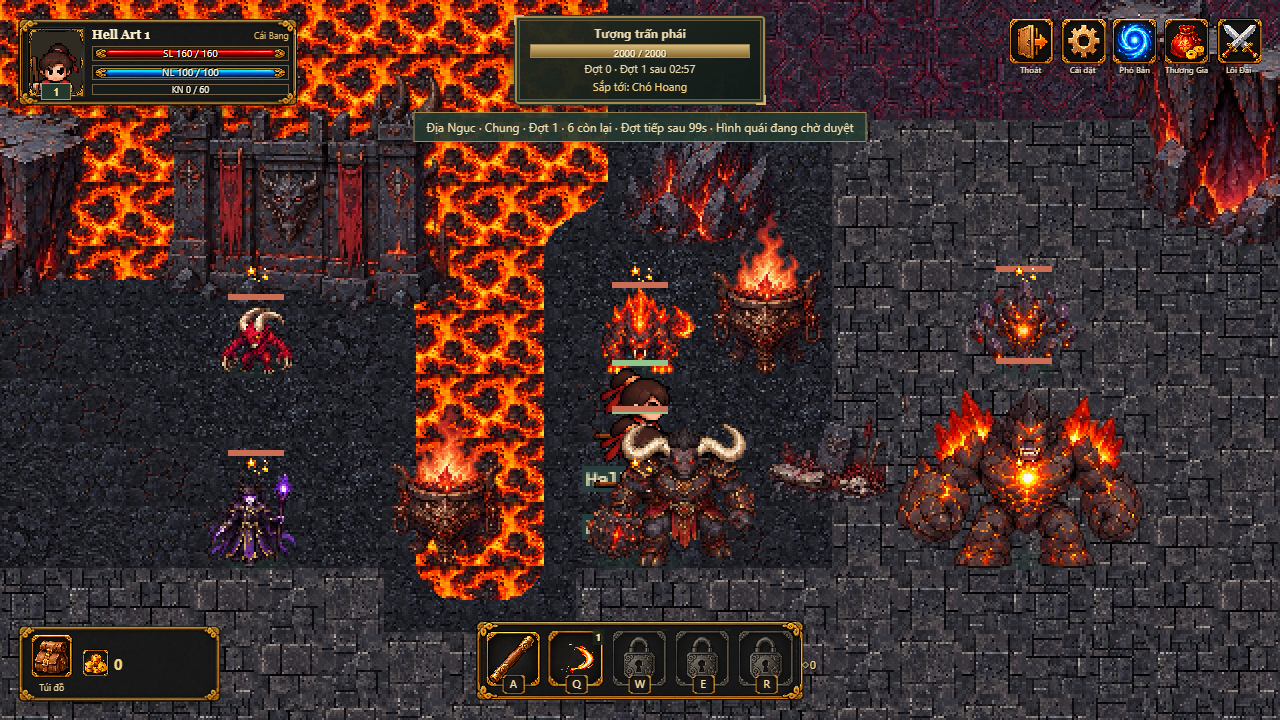 Hell Art 1
Cái Bang
SL 160 / 160
NL 100 / 100
KN 0 / 60
1
Tượng trấn phái
2000 / 2000
Đợt 0 · Đợt 1 sau 02:57
Sắp tới: Chó Hoang
Thoát
Cài đặt
Phó Bản
Thương Gia
Lôi Đài
Địa Ngục · Chung · Đợt 1 · 6 còn lại · Đợt tiếp sau 99s · Hình quái đang chờ duyệt
Hel
0
Túi đồ
1
A
Q
W
E
R
0